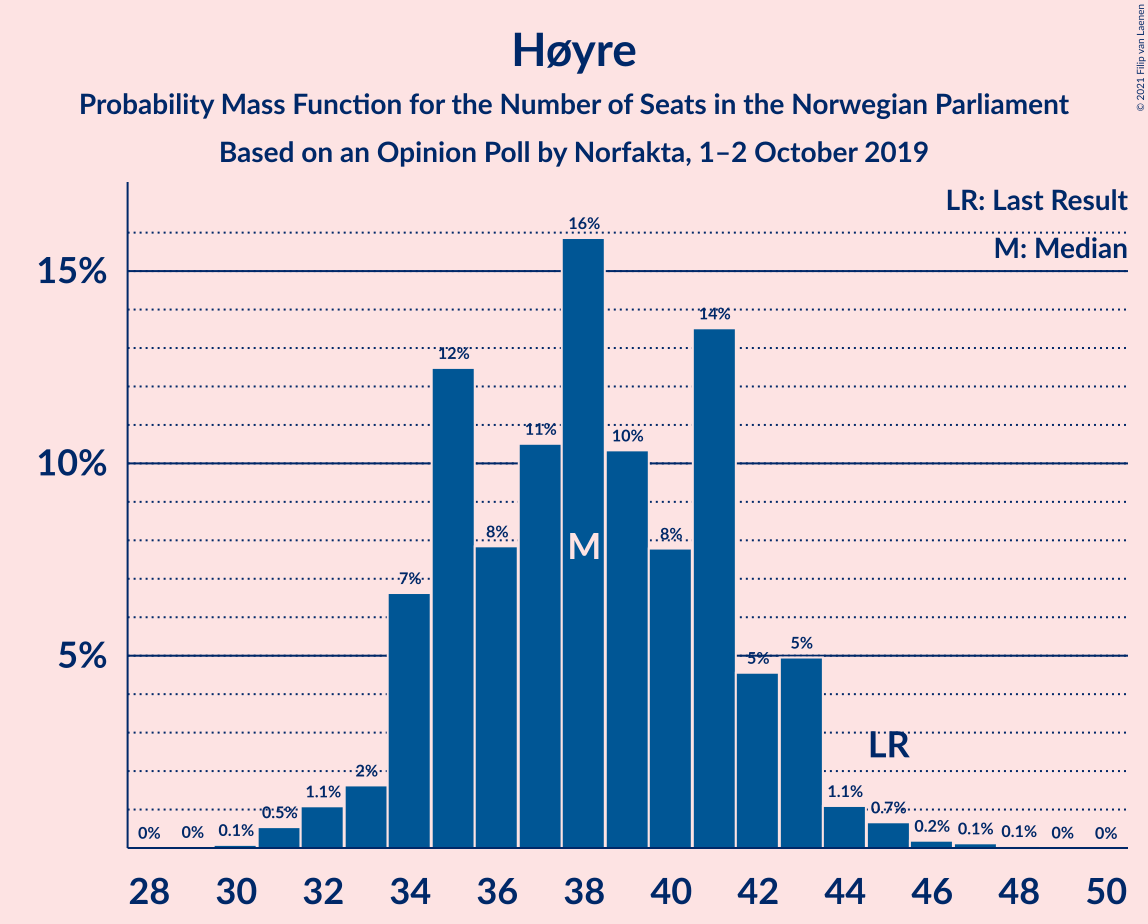 © 2021 Filip van Laenen
Høyre
Probability Mass Function for the Number of Seats in the Norwegian Parliament
Based on an Opinion Poll by Norfakta, 1–2 October 2019
LR: Last Result
M: Median
15%
10%
5%
0% 0% 0.1% 0.5% 1.1% 2% 7% 12% 8% 11% 16% 10% 8% 14% 5% 5% 1.1% 0.7% 0.2% 0.1% 0.1% 0% 0%
M
LR
28 30 32 34 36 38 40 42 44 46 48 50